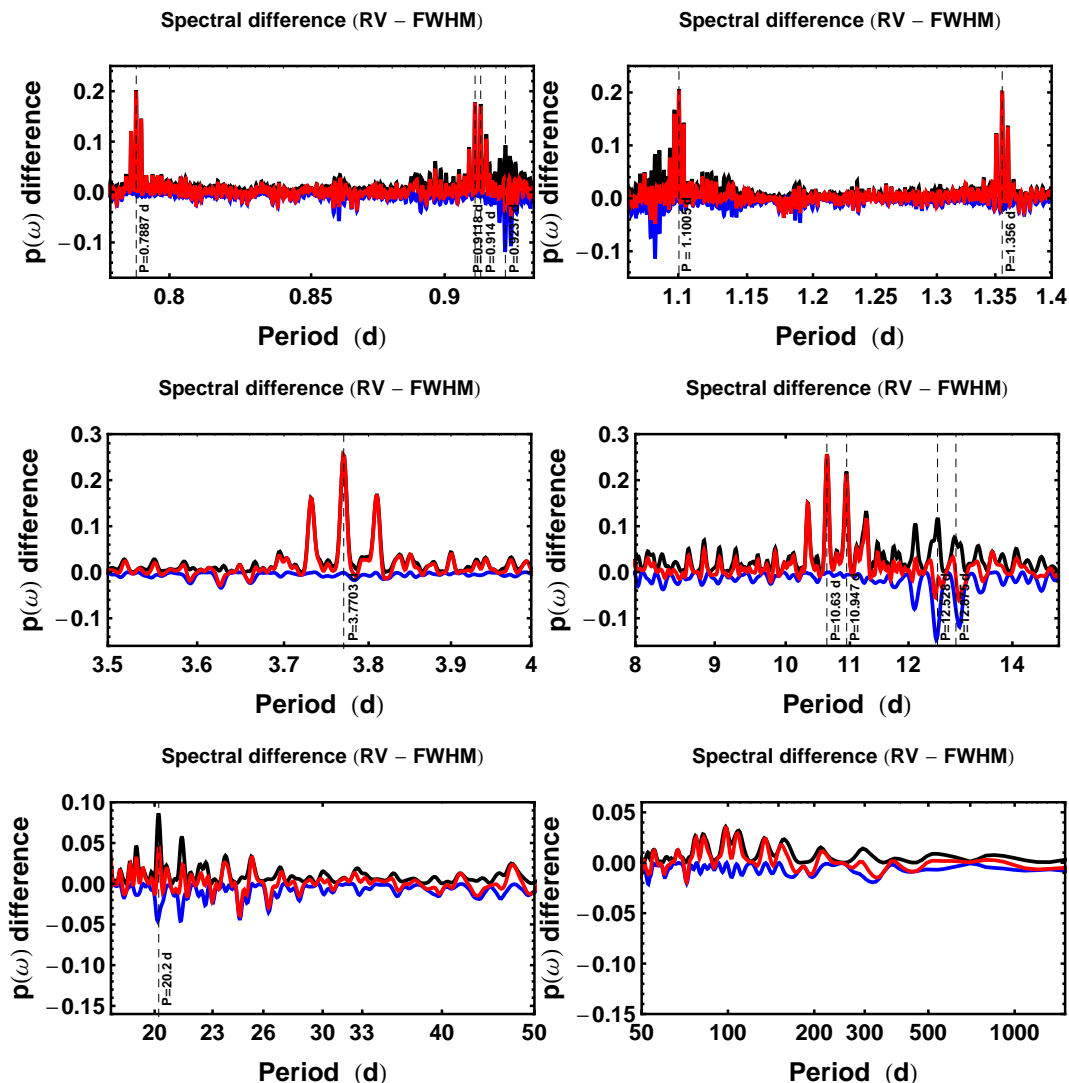 Spectral difference (RV − FWHM)
p(ω) difference
0.2
0.1
0.0
−0.1
P=0.7887 d
P=0.9118 d
P=0.914 d
P=0.9237 d
0.8
0.85
0.9
Period (d)
Spectral difference (RV − FWHM)
p(ω) difference
0.2
0.1
0.0
−0.1
P = 1.1005 d
P=1.356 d
1.1
1.15
1.2
1.25
1.3
1.35
1.4
Period (d)
Spectral difference (RV − FWHM)
p(ω) difference
0.3
0.2
0.1
0.0
−0.1
P=3.7703
3.5
3.6
3.7
3.8
3.9
4
Period (d)
Spectral difference (RV − FWHM)
p(ω) difference
0.3
0.2
0.1
0.0
−0.1
P=10.63 d
P=10.947 d
P=12.528 d
8
9
10
11
12
14
Period (d)
Spectral difference (RV − FWHM)
p(ω) difference
0.10
0.05
0.00
−0.05
−0.10
−0.15
P=20.2 d
20
23
26
30
33
40
50
Period (d)
Spectral difference (RV − FWHM)
p(ω) difference
0.05
0.00
−0.05
−0.10
−0.15
50
100
200
300
500
1000
Period (d)